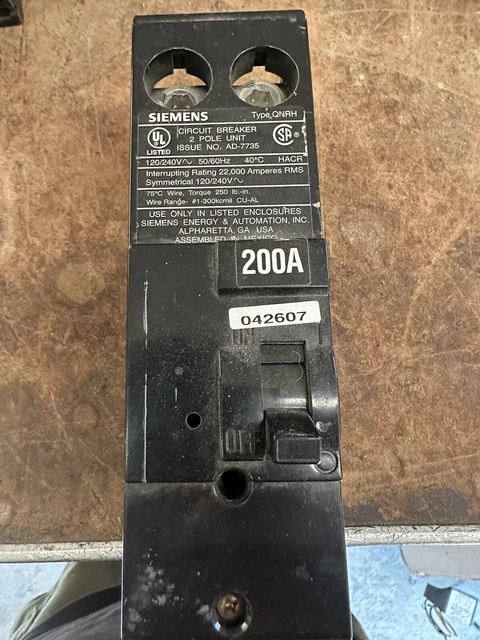 SIEMENS Type QNRH
UL LISTED
CIRCUIT BREAKER
2 POLE UNIT
ISSUE NO. AD-7735
SA®
120/240V∿ 50/60Hz 40°C HACR
Interrupting Rating 22,000 Amperes RMS
Symmetrical 120/240V∿
75°C Wire, Torque 250 lb.-in.
Wire Range- #1-300kcmil CU-AL
USE ONLY IN LISTED ENCLOSURES
SIEMENS ENERGY & AUTOMATION, INC.
ALPHARETTA, GA USA
ASSEMBLED IN MEXICO
200A
042607